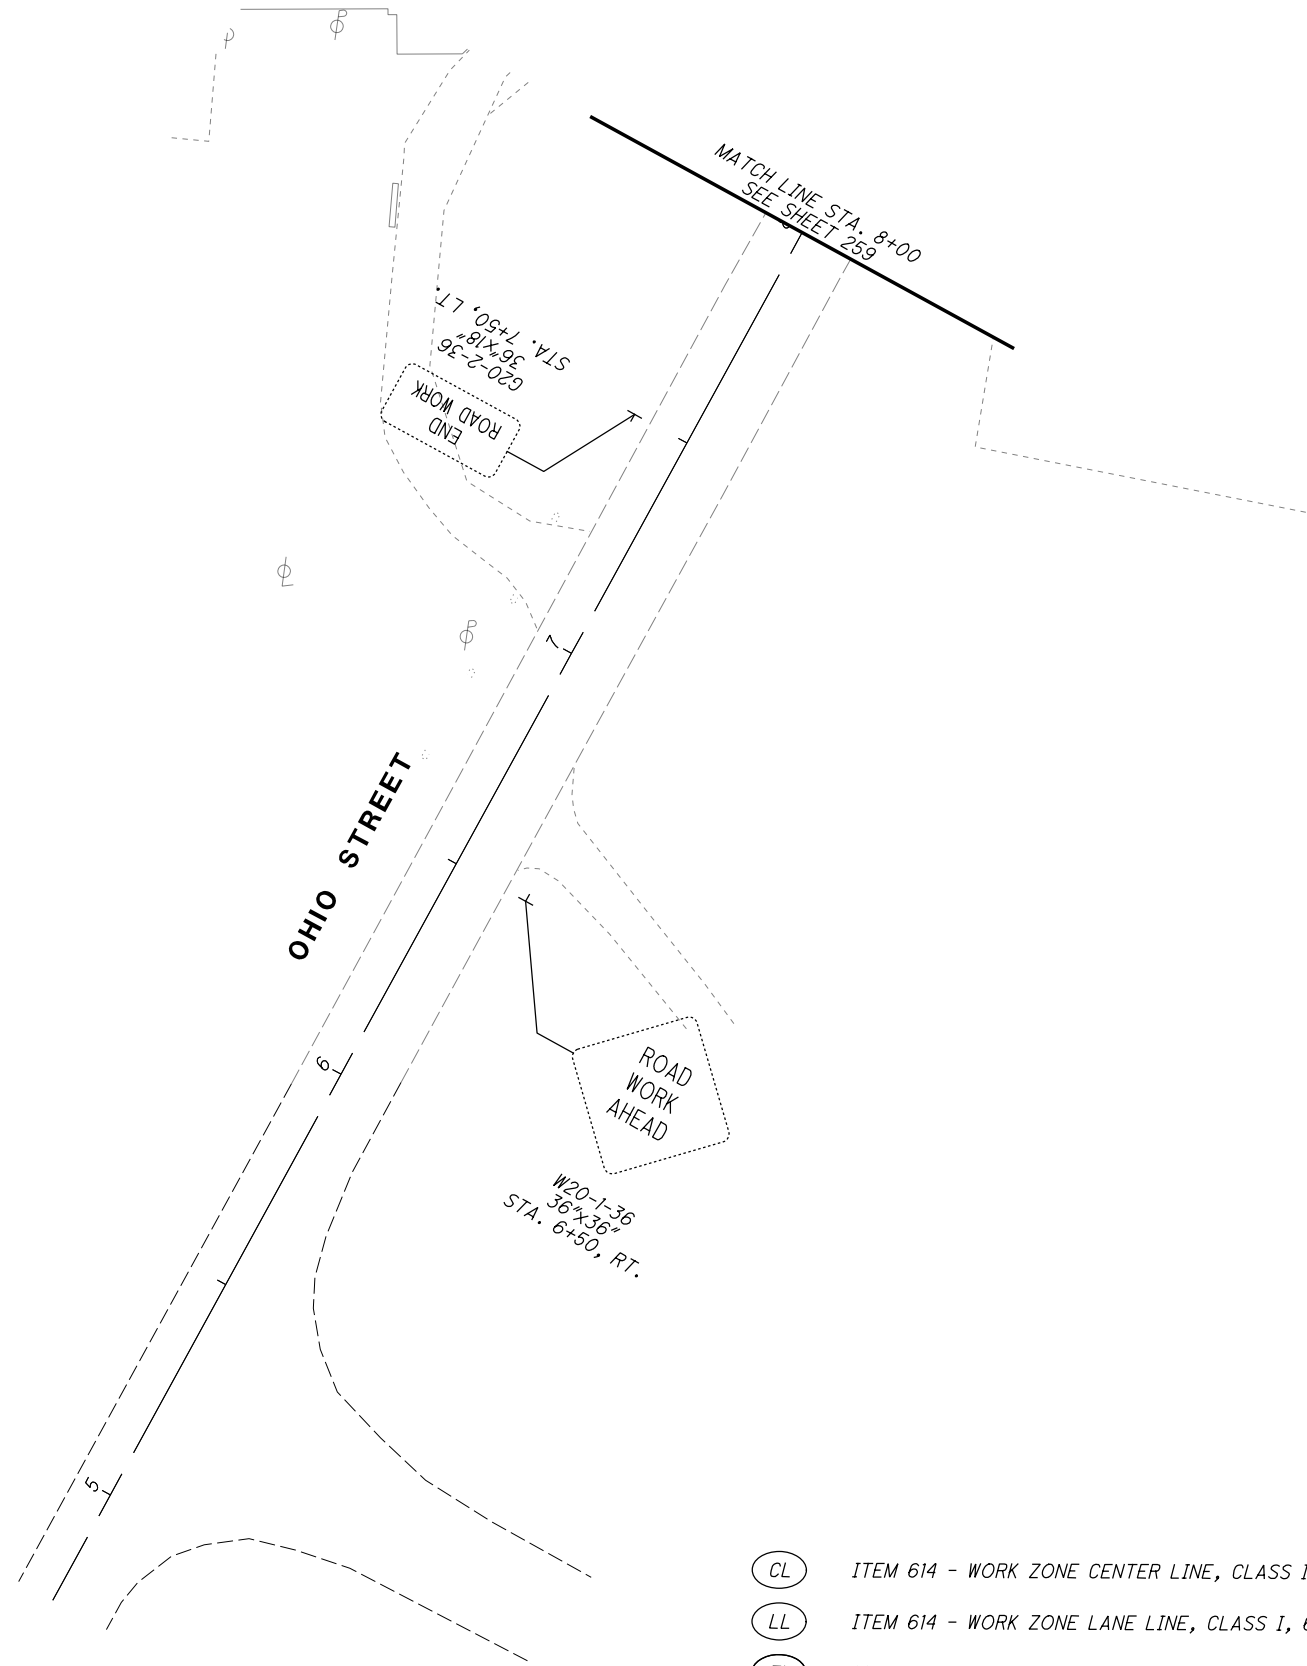 MATCH LINE STA. 8+00
SEE SHEET 259
STA. 7+50, LT.
36"X18"
G20-2-36
END
ROAD WORK
7
OHIO STREET
6
ROAD
WORK
AHEAD
W20-1-36
36"X36"
STA. 6+50, RT.
5
CL ITEM 614 - WORK ZONE CENTER LINE, CLASS I
LL ITEM 614 - WORK ZONE LANE LINE, CLASS I, 6